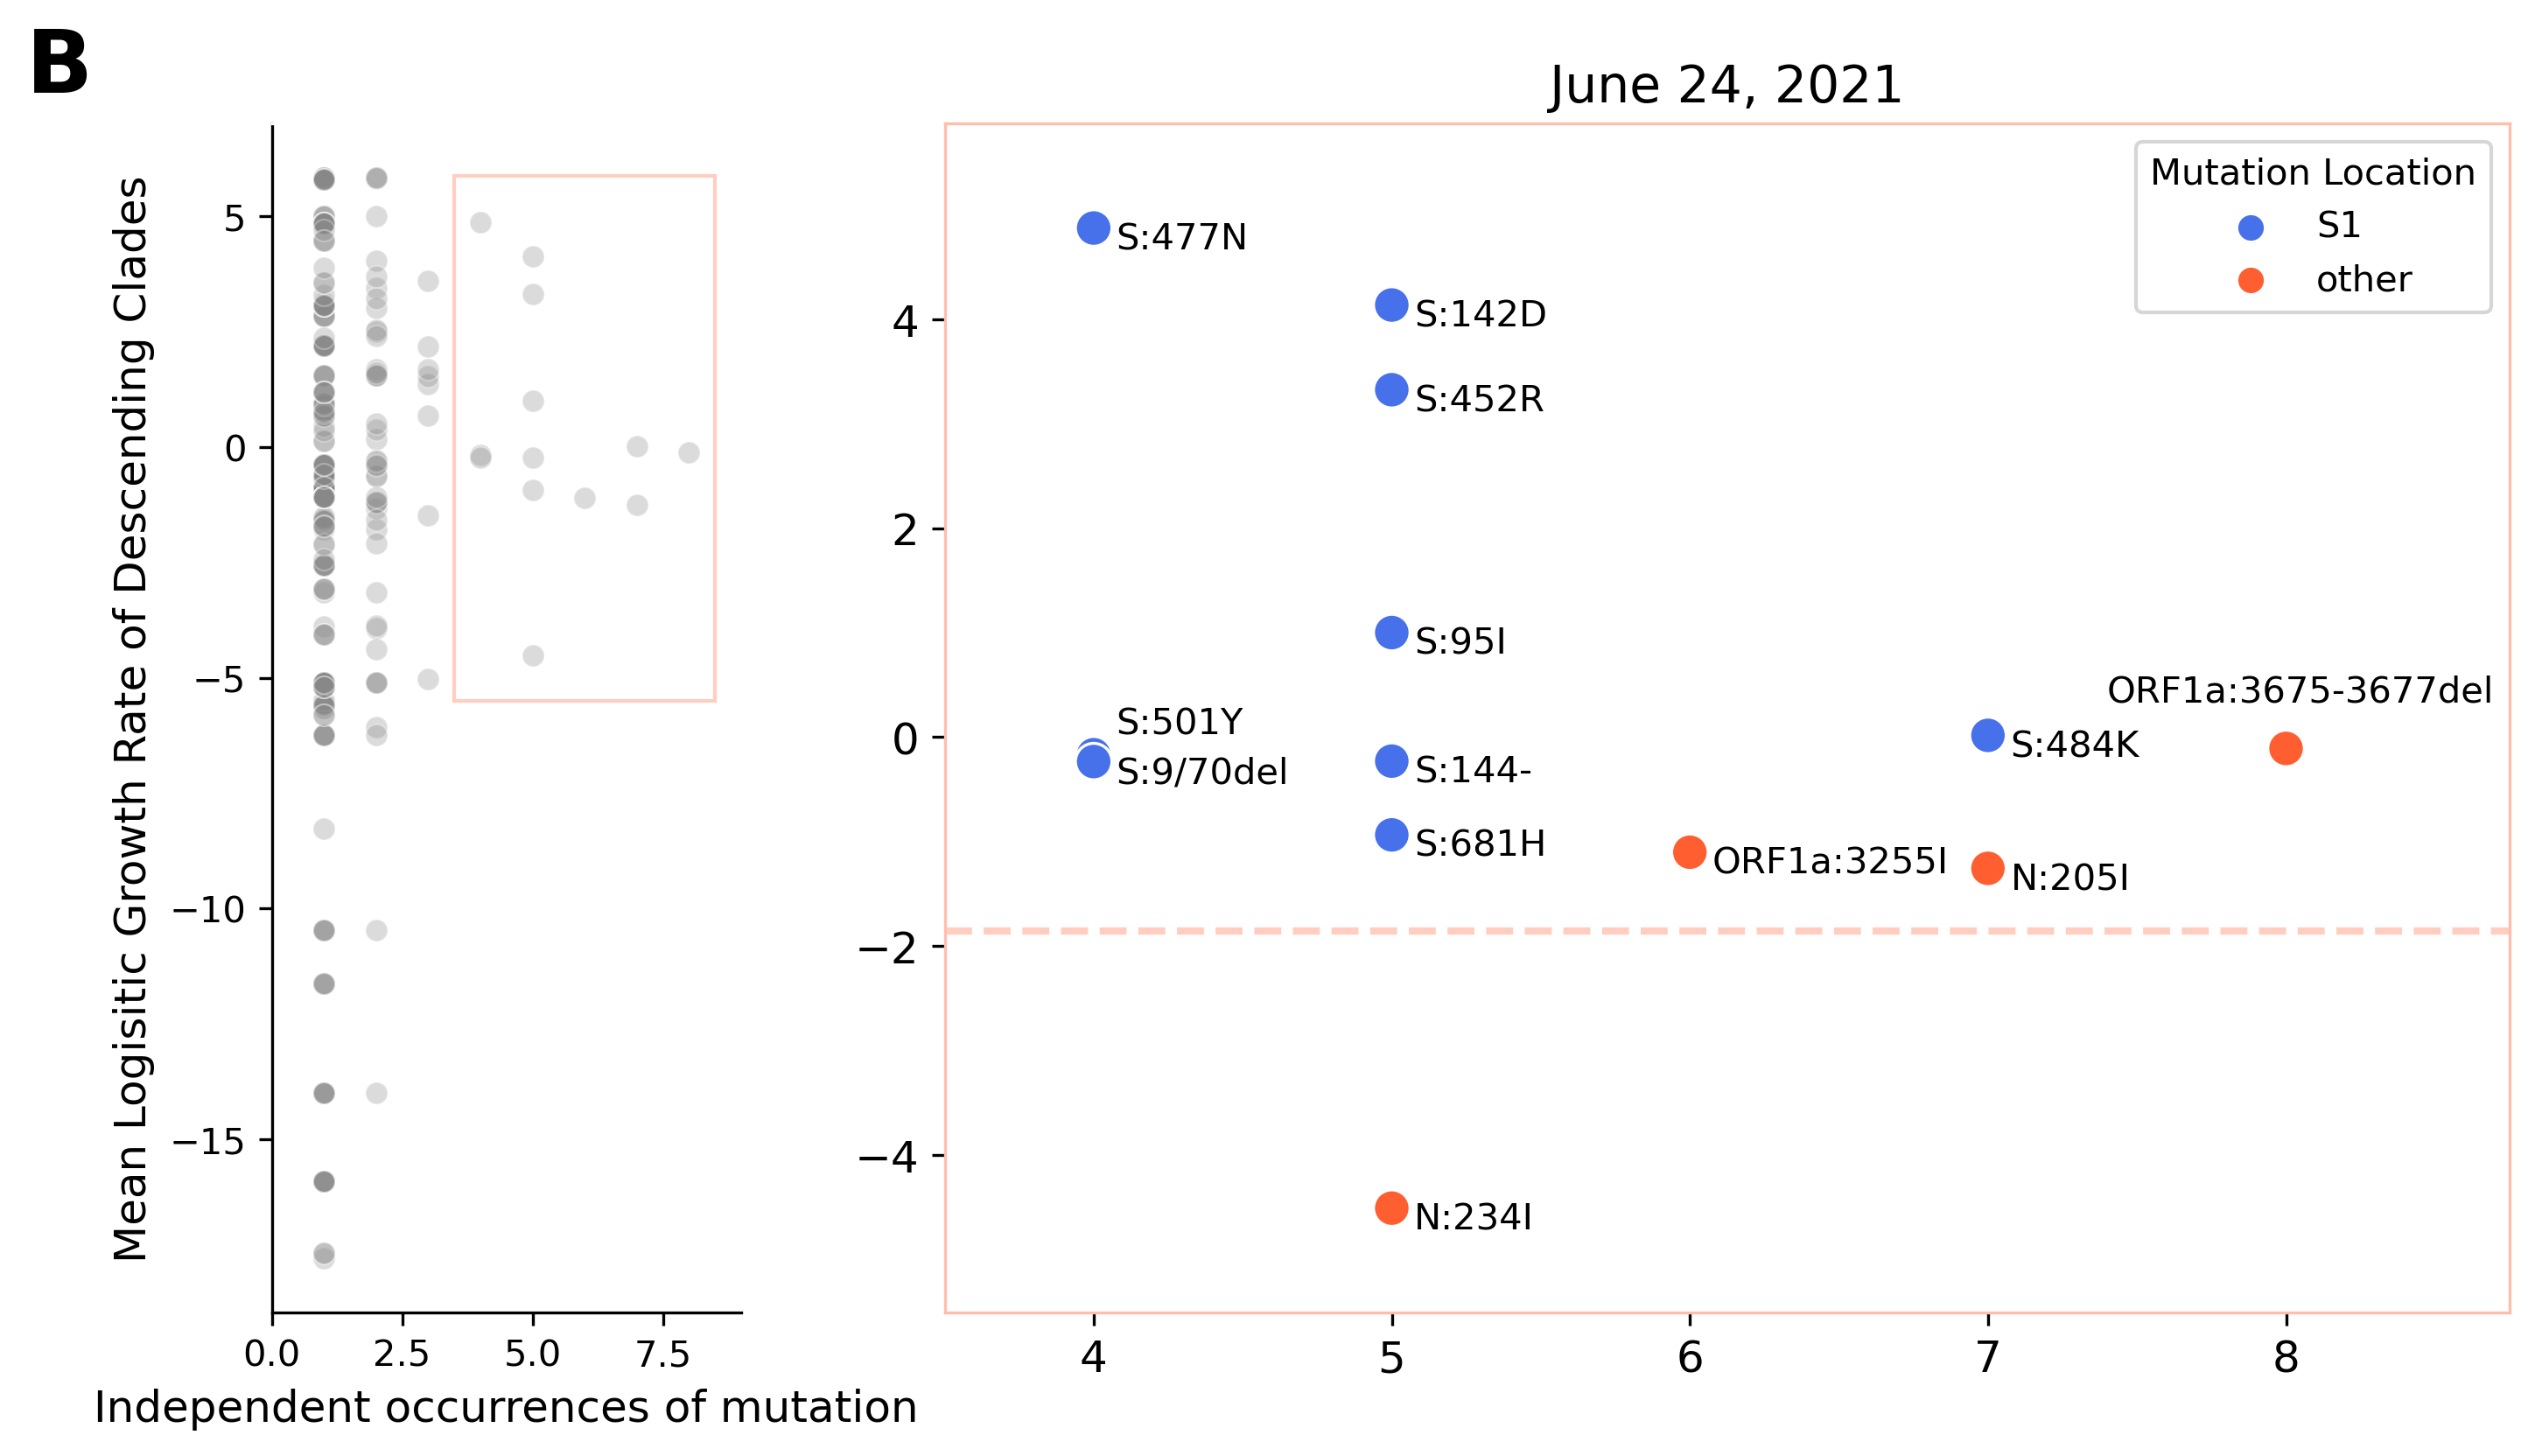 B
June 24, 2021
Mean Logisitic Growth Rate of Descending Clades
5
0
−5
−10
−15
0.0 2.5 5.0 7.5
Independent occurrences of mutation
4
2
0
−2
−4
4 5 6 7 8
Mutation Location
S1
other
S:477N
S:142D
S:452R
S:95I
ORF1a:3675-3677del
S:501Y
S:484K
S:9/70del
S:144-
S:681H
ORF1a:3255I
N:205I
N:234I